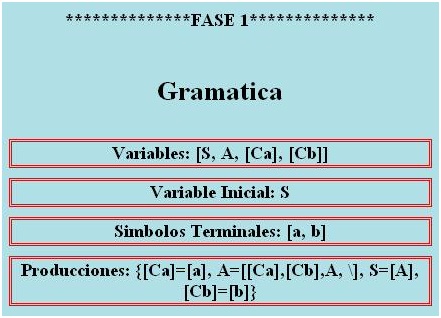 **************FASE 1**************
Gramatica
Variables: [S, A, [Ca], [Cb]]
Variable Inicial: S
Simbolos Terminales: [a, b]
Producciones: {[Ca]=[a], A=[[Ca],[Cb],A, \], S=[A],
[Cb]=[b]}